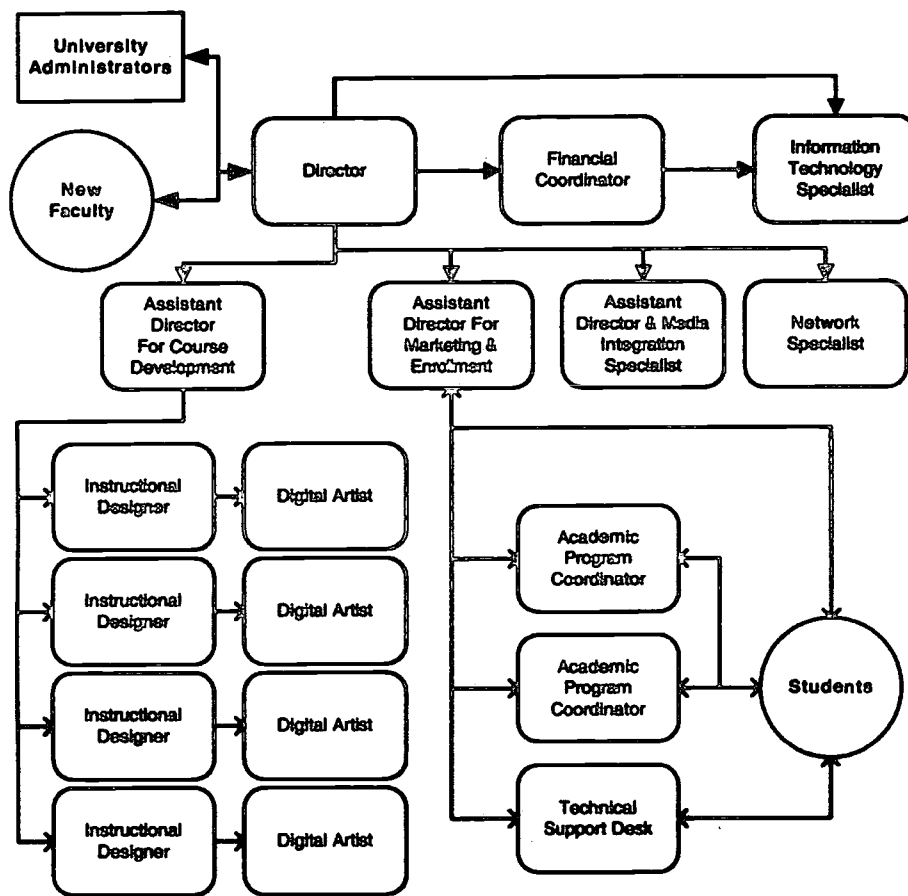 University
Administrators
New
Faculty
Director
Financial
Coordinator
Information
Technology
Specialist
Assistant
Director
For Course
Development
Assistant
Director For
Marketing &
Enrollment
Assistant
Director & Media
Integration
Specialist
Network
Specialist
Instructional
Designer
Digital Artist
Instructional
Designer
Digital Artist
Instructional
Designer
Digital Artist
Instructional
Designer
Digital Artist
Academic
Program
Coordinator
Academic
Program
Coordinator
Technical
Support Desk
Students